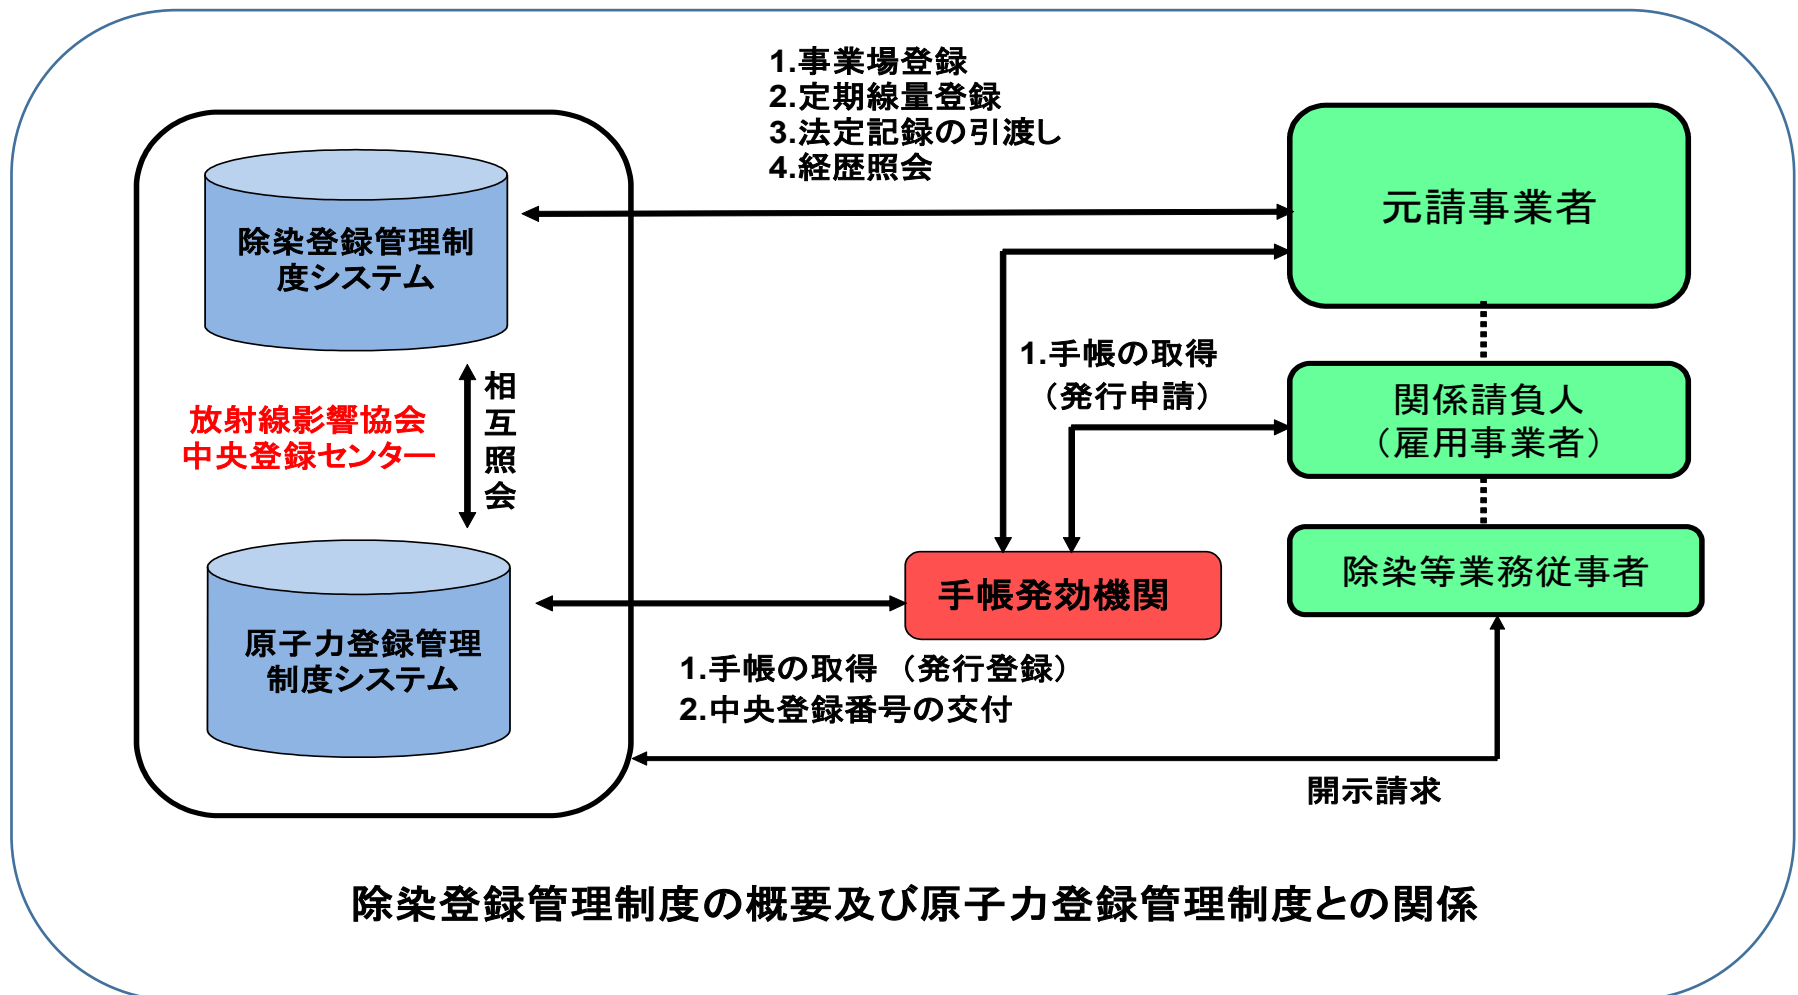 1.事業場登録
2.定期線量登録
3.法定記録の引渡し
4.経歴照会
元請事業者
除染登録管理制
度システム
1.手帳の取得
（発行申請）
関係請負人
（雇用事業者）
相
互
照
会
放射線影響協会
中央登録センター
除染等業務従事者
手帳発効機関
原子力登録管理
制度システム
1.手帳の取得 （発行登録）
2.中央登録番号の交付
開示請求
除染登録管理制度の概要及び原子力登録管理制度との関係